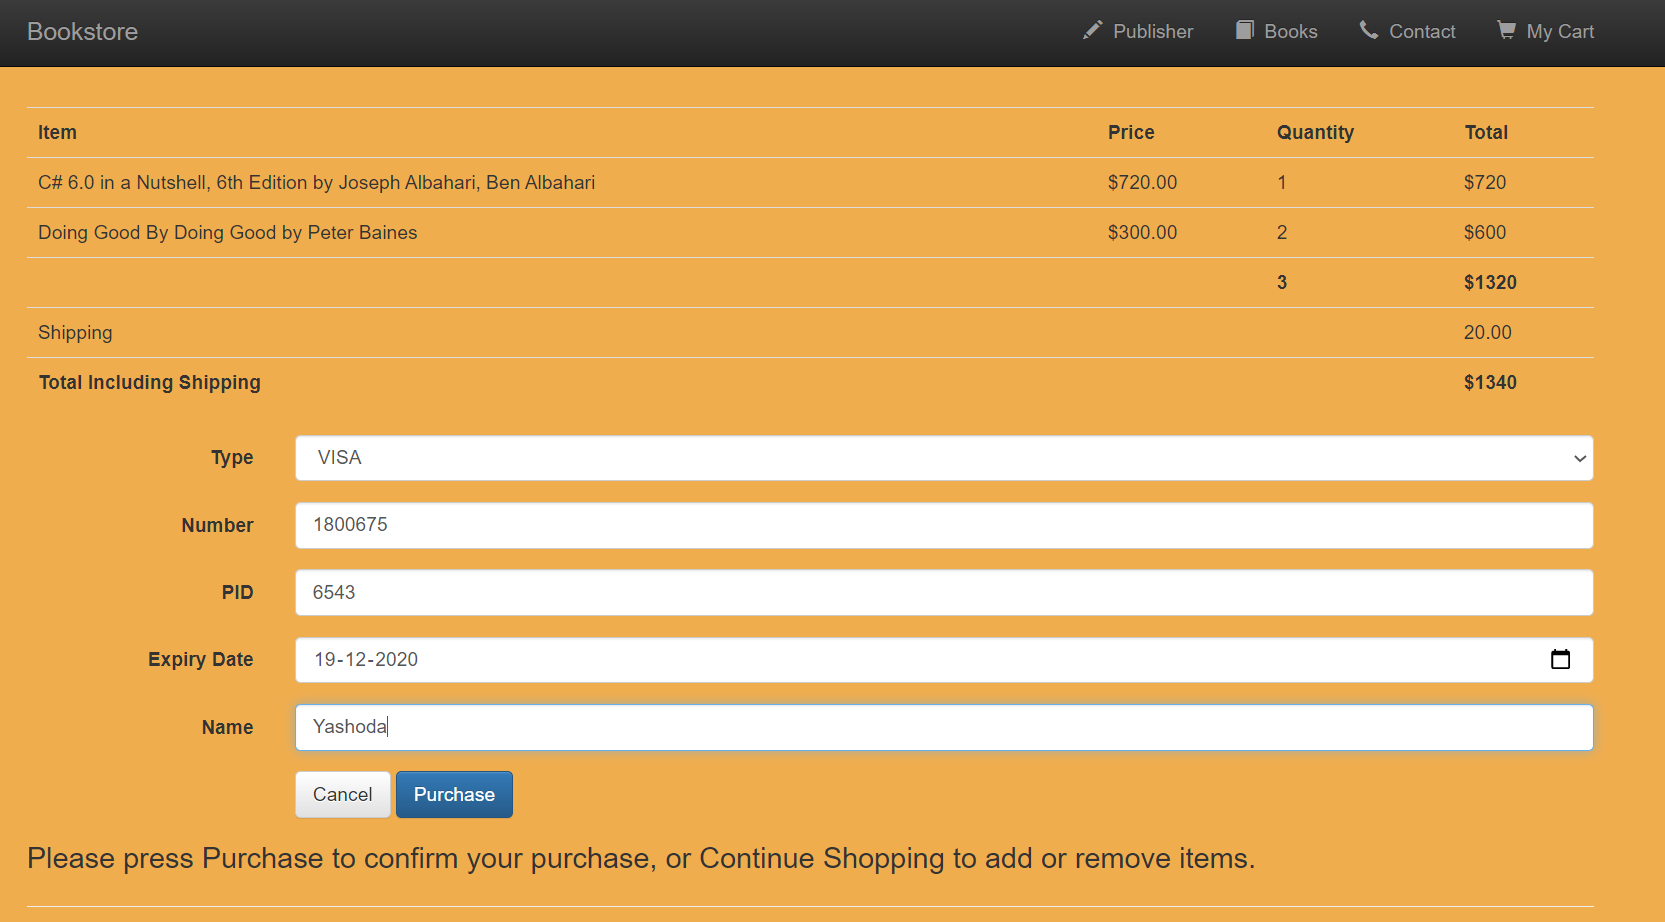 Bookstore Publisher Books Contact My Cart
Item Price Quantity Total
C# 6.0 in a Nutshell, 6th Edition by Joseph Albahari, Ben Albahari $720.00 1 $720
Doing Good By Doing Good by Peter Baines $300.00 2 $600
3 $1320
Shipping 20.00
Total Including Shipping $1340
Type VISA
Number 1800675
PID 6543
Expiry Date 19-12-2020
Name Yashoda
Cancel Purchase
Please press Purchase to confirm your purchase, or Continue Shopping to add or remove items.